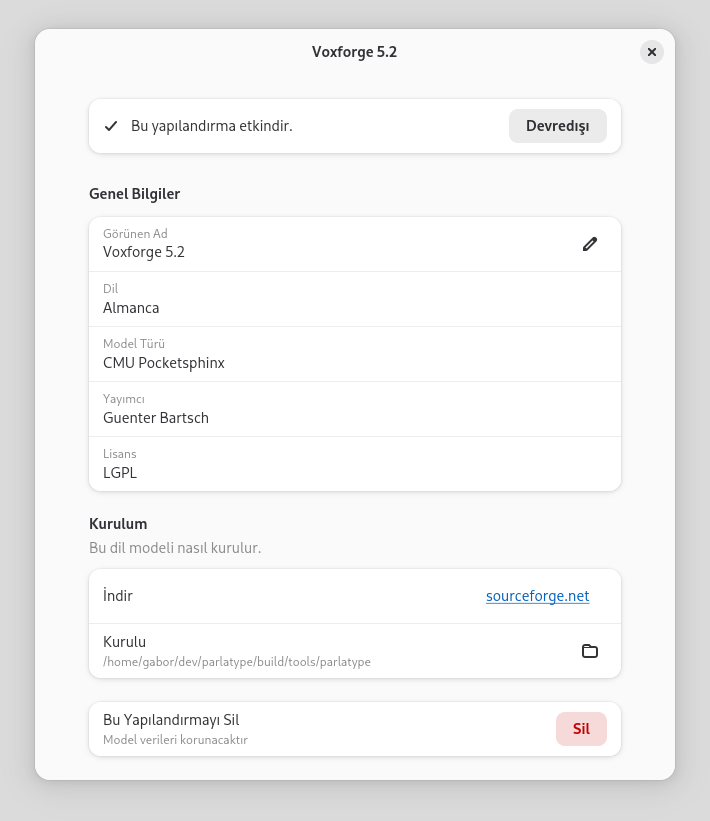 Voxforge 5.2
Bu yapılandırma etkindir.
Devredışı
Genel Bilgiler
Görünen Ad
Voxforge 5.2
Dil
Almanca
Model Türü
CMU Pocketsphinx
Yayımcı
Guenter Bartsch
Lisans
LGPL
Kurulum
Bu dil modeli nasıl kurulur.
İndir
sourceforge.net
Kurulu
/home/gabor/dev/parlatype/build/tools/parlatype
Bu Yapılandırmayı Sil
Model verileri korunacaktır
Sil